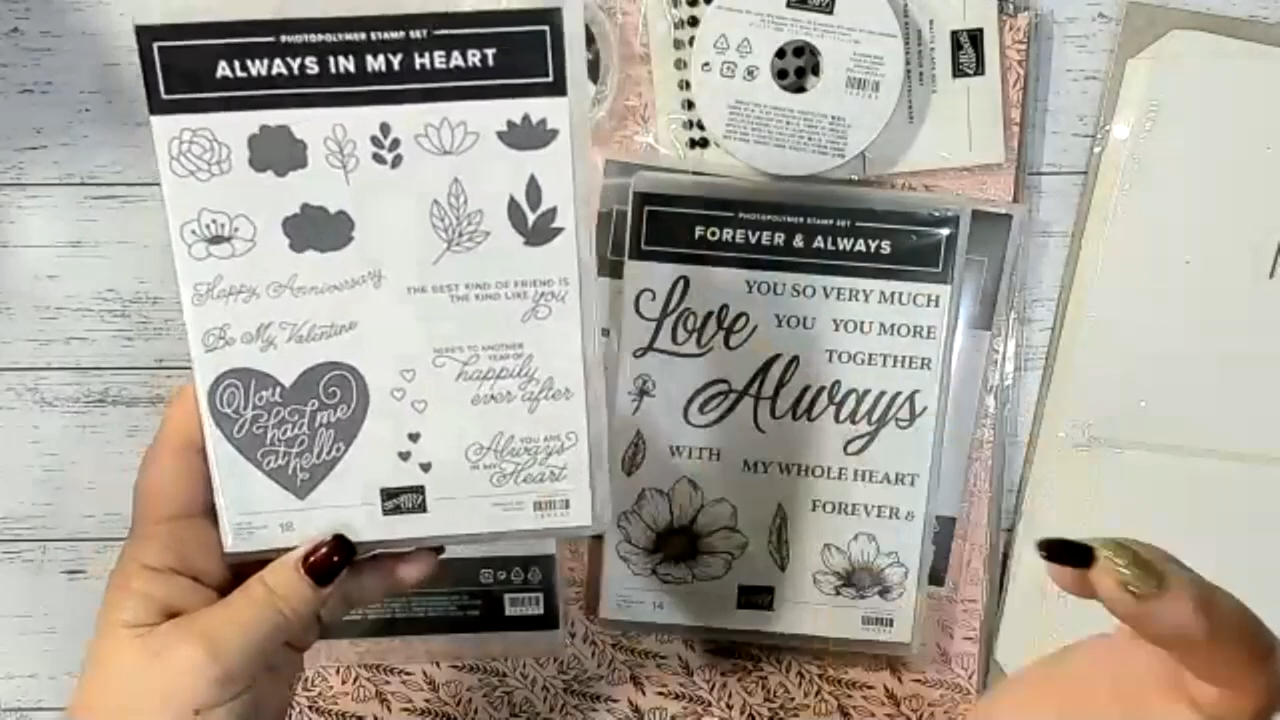 PHOTOPOLYMER STAMP SET
ALWAYS IN MY HEART
Happy Anniversary
THE BEST KIND OF FRIEND IS
THE KIND LIKE you
Be My Valentine
HERE'S TO ANOTHER
YEAR OF
happily
ever after
You
had me
at hello
YOU ARE
Always
IN MY
Heart
18
PHOTOPOLYMER STAMP SET
FOREVER & ALWAYS
YOU SO VERY MUCH
Love
YOU
YOU MORE
TOGETHER
Always
WITH
MY WHOLE HEART
FOREVER &
14